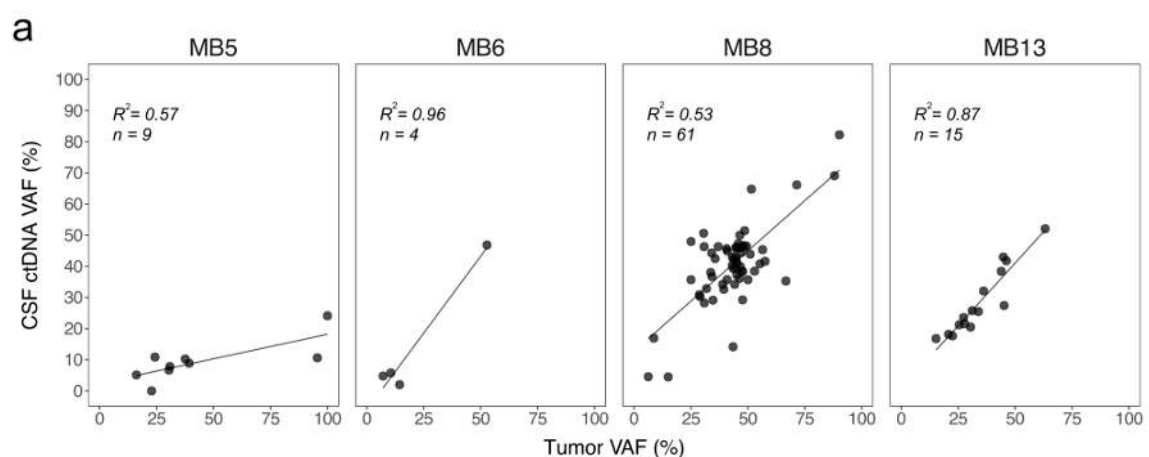 a
MB5 MB6 MB8 MB13
R²= 0.57
n = 9
R²= 0.96
n = 4
R²= 0.53
n = 61
R²= 0.87
n = 15
CSF ctDNA VAF (%)
100
90
80
70
60
50
40
30
20
10
0
0 25 50 75 100 0 25 50 75 100 0 25 50 75 100 0 25 50 75 100
Tumor VAF (%)